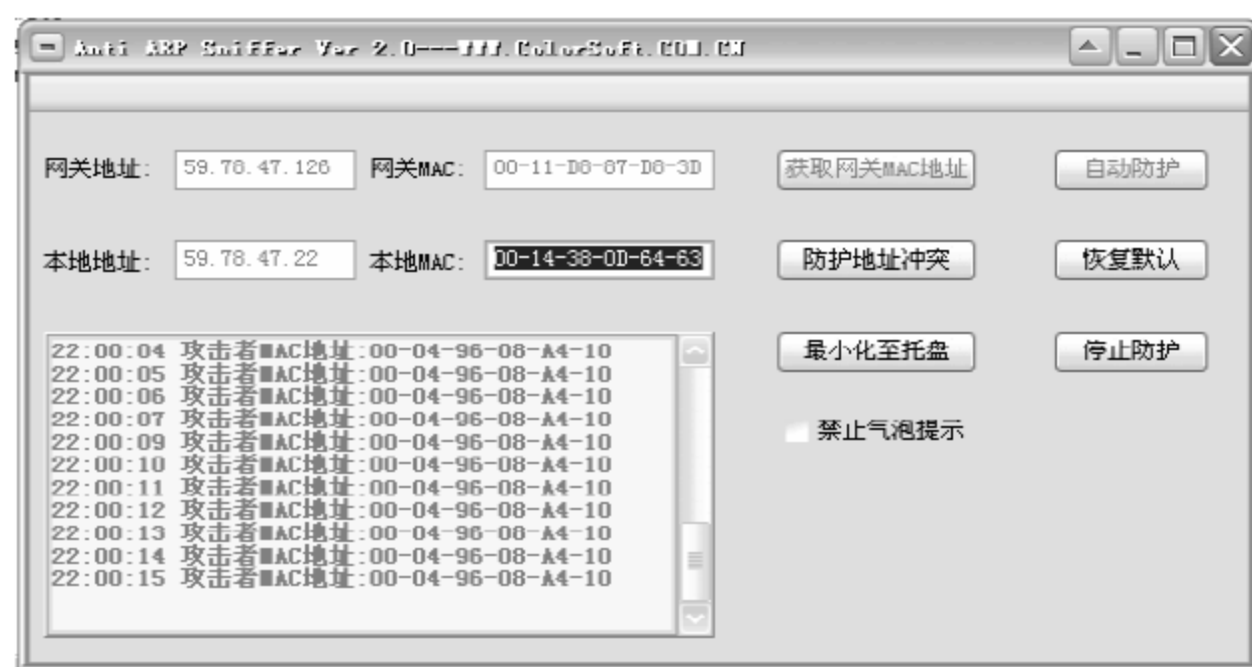 Anti ARP Sniffer Ver 2.0---WWW.ColorSoft.COM.CN
网关地址: 59.78.47.126 网关MAC: 00-11-D8-87-D8-3D 获取网关MAC地址 自动防护
本地地址: 59.78.47.22 本地MAC: 00-14-38-0D-64-63 防护地址冲突 恢复默认
22:00:04 攻击者MAC地址:00-04-96-08-A4-10
22:00:05 攻击者MAC地址:00-04-96-08-A4-10
22:00:06 攻击者MAC地址:00-04-96-08-A4-10
22:00:07 攻击者MAC地址:00-04-96-08-A4-10
22:00:09 攻击者MAC地址:00-04-96-08-A4-10
22:00:10 攻击者MAC地址:00-04-96-08-A4-10
22:00:11 攻击者MAC地址:00-04-96-08-A4-10
22:00:12 攻击者MAC地址:00-04-96-08-A4-10
22:00:13 攻击者MAC地址:00-04-96-08-A4-10
22:00:14 攻击者MAC地址:00-04-96-08-A4-10
22:00:15 攻击者MAC地址:00-04-96-08-A4-10
最小化至托盘 停止防护
禁止气泡提示